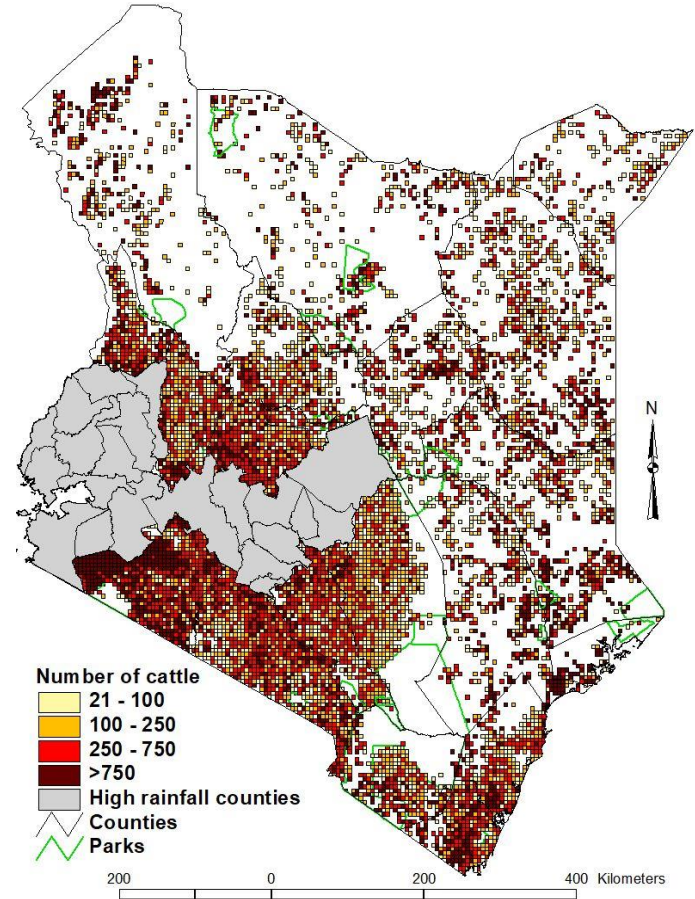 N
Number of cattle
21 - 100
100 - 250
250 - 750
>750
High rainfall counties
Counties
Parks
200 0 200 400 Kilometers